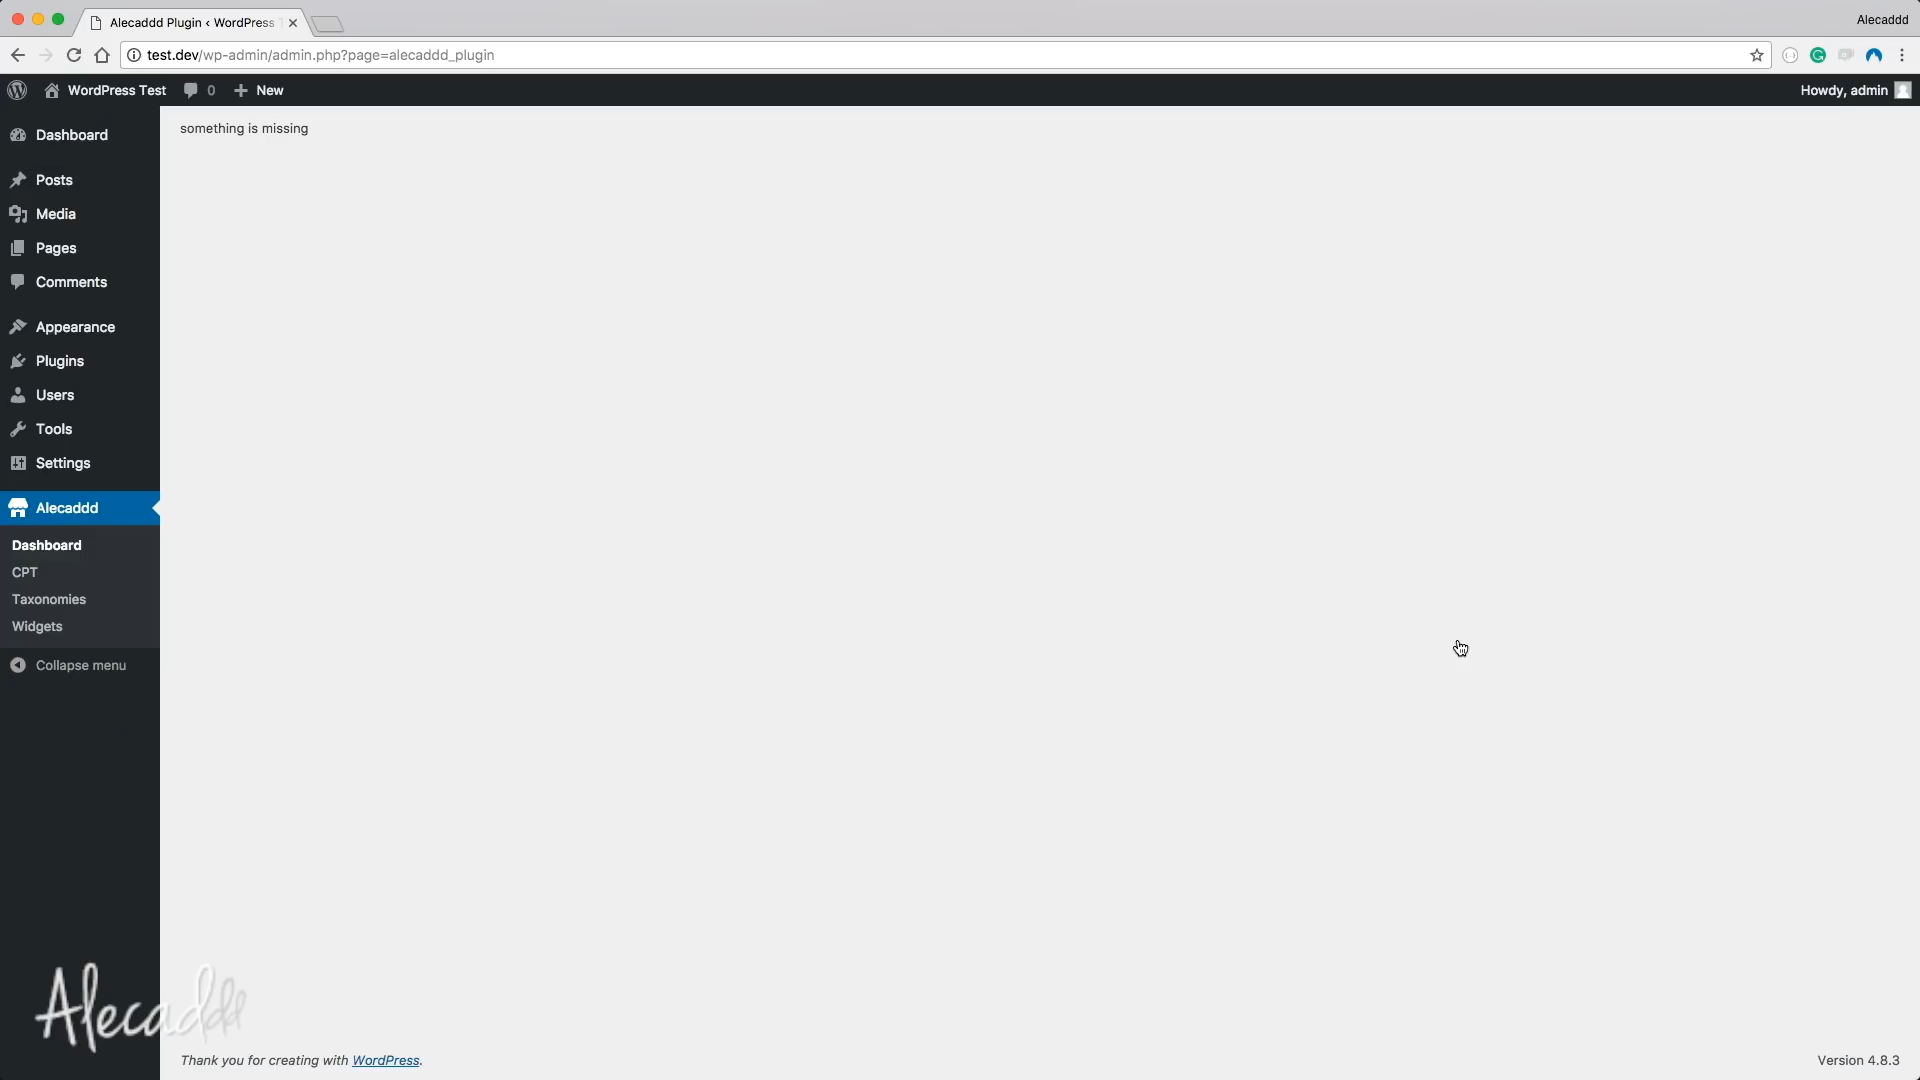 Alecaddd Plugin ‹ WordPress
Alecaddd
test.dev/wp-admin/admin.php?page=alecaddd_plugin
WordPress Test
0
New
Howdy, admin
something is missing
Dashboard
Posts
Media
Pages
Comments
Appearance
Plugins
Users
Tools
Settings
Alecaddd
Dashboard
CPT
Taxonomies
Widgets
Collapse menu
Alecaddd
Thank you for creating with WordPress.
Version 4.8.3